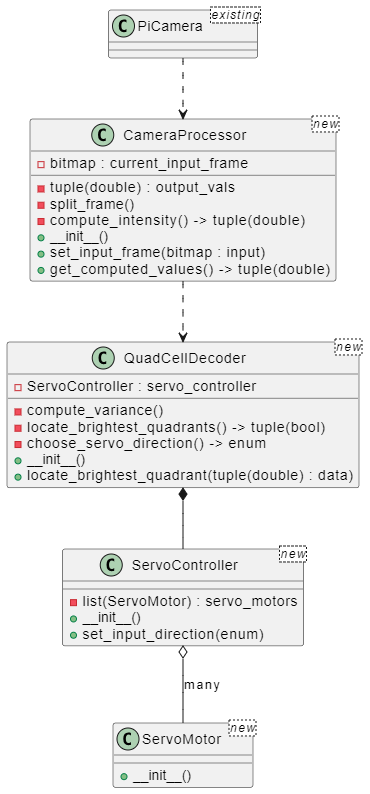 C PiCamera existing
C CameraProcessor new
bitmap : current_input_frame
tuple(double) : output_vals
split_frame()
compute_intensity() -> tuple(double)
__init__()
set_input_frame(bitmap : input)
get_computed_values() -> tuple(double)
C QuadCellDecoder new
ServoController : servo_controller
compute_variance()
locate_brightest_quadrants() -> tuple(bool)
choose_servo_direction() -> enum
__init__()
locate_brightest_quadrant(tuple(double) : data)
C ServoController new
list(ServoMotor) : servo_motors
__init__()
set_input_direction(enum)
many
C ServoMotor new
__init__()